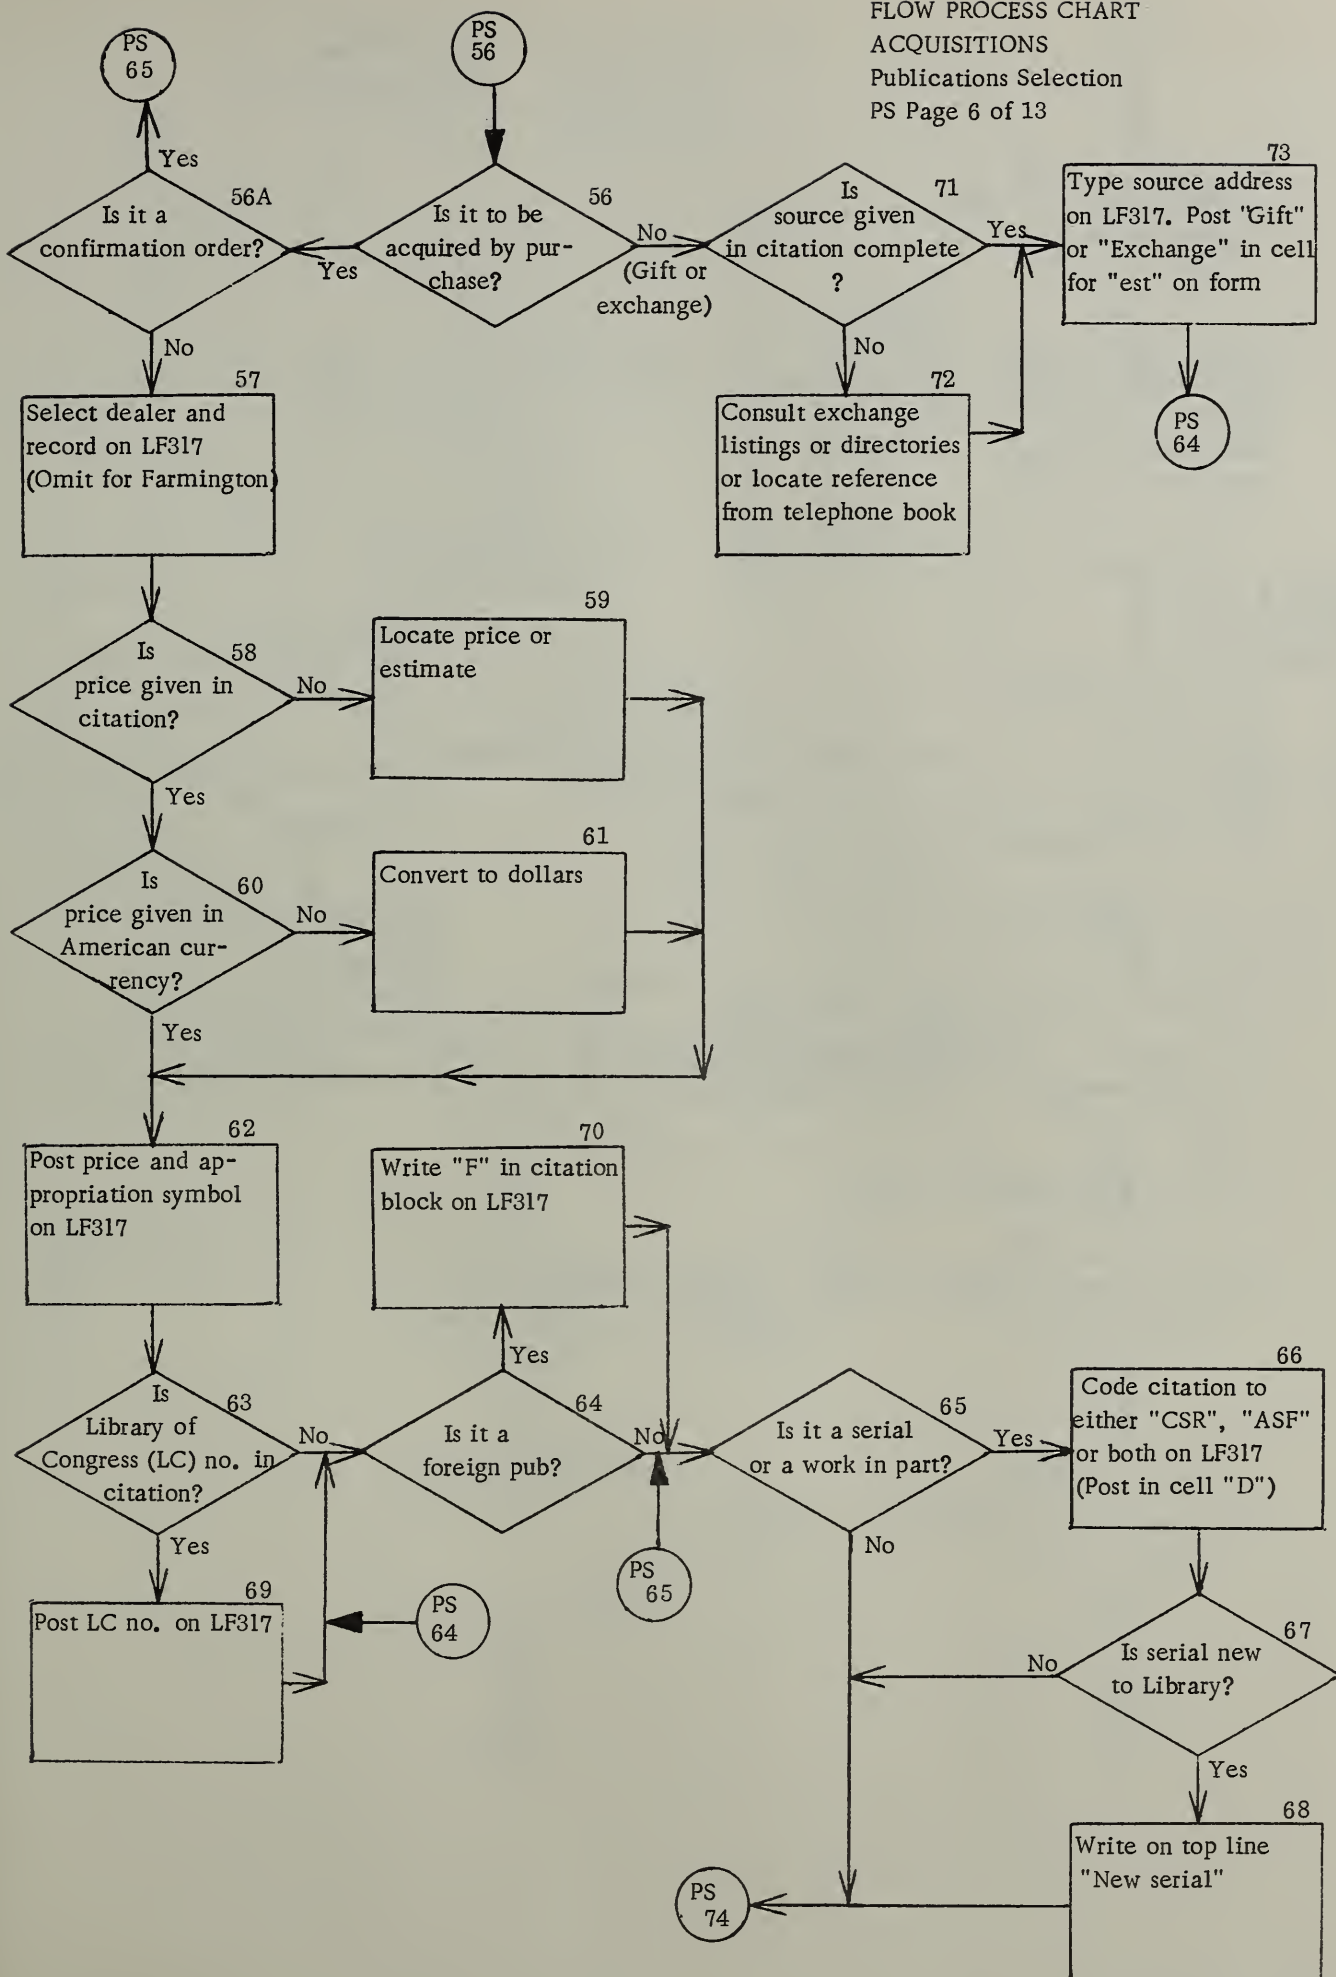 FLOW PROCESS CHART
ACQUISITIONS
Publications Selection
PS Page 6 of 13
PS
65
PS
56
Yes
56A
Is it a
confirmation order?
Yes
56
Is it to be
acquired by pur-
chase?
No
(Gift or
exchange)
71
Is
source given
in citation complete
?
Yes
73
Type source address
on LF317. Post "Gift"
or "Exchange" in cell
for "est" on form
No
57
Select dealer and
record on LF317
(Omit for Farmington)
No
72
Consult exchange
listings or directories
or locate reference
from telephone book
PS
64
58
Is
price given in
citation?
No
59
Locate price or
estimate
Yes
60
Is
price given in
American cur-
rency?
No
61
Convert to dollars
Yes
62
Post price and ap-
propriation symbol
on LF317
70
Write "F" in citation
block on LF317
Yes
63
Is
Library of
Congress (LC) no. in
citation?
No
64
Is it a
foreign pub?
No
65
Is it a serial
or a work in part?
Yes
66
Code citation to
either "CSR", "ASF"
or both on LF317
(Post in cell "D")
Yes
69
Post LC no. on LF317
PS
64
PS
65
No
67
Is serial new
to Library?
No
Yes
68
Write on top line
"New serial"
PS
74